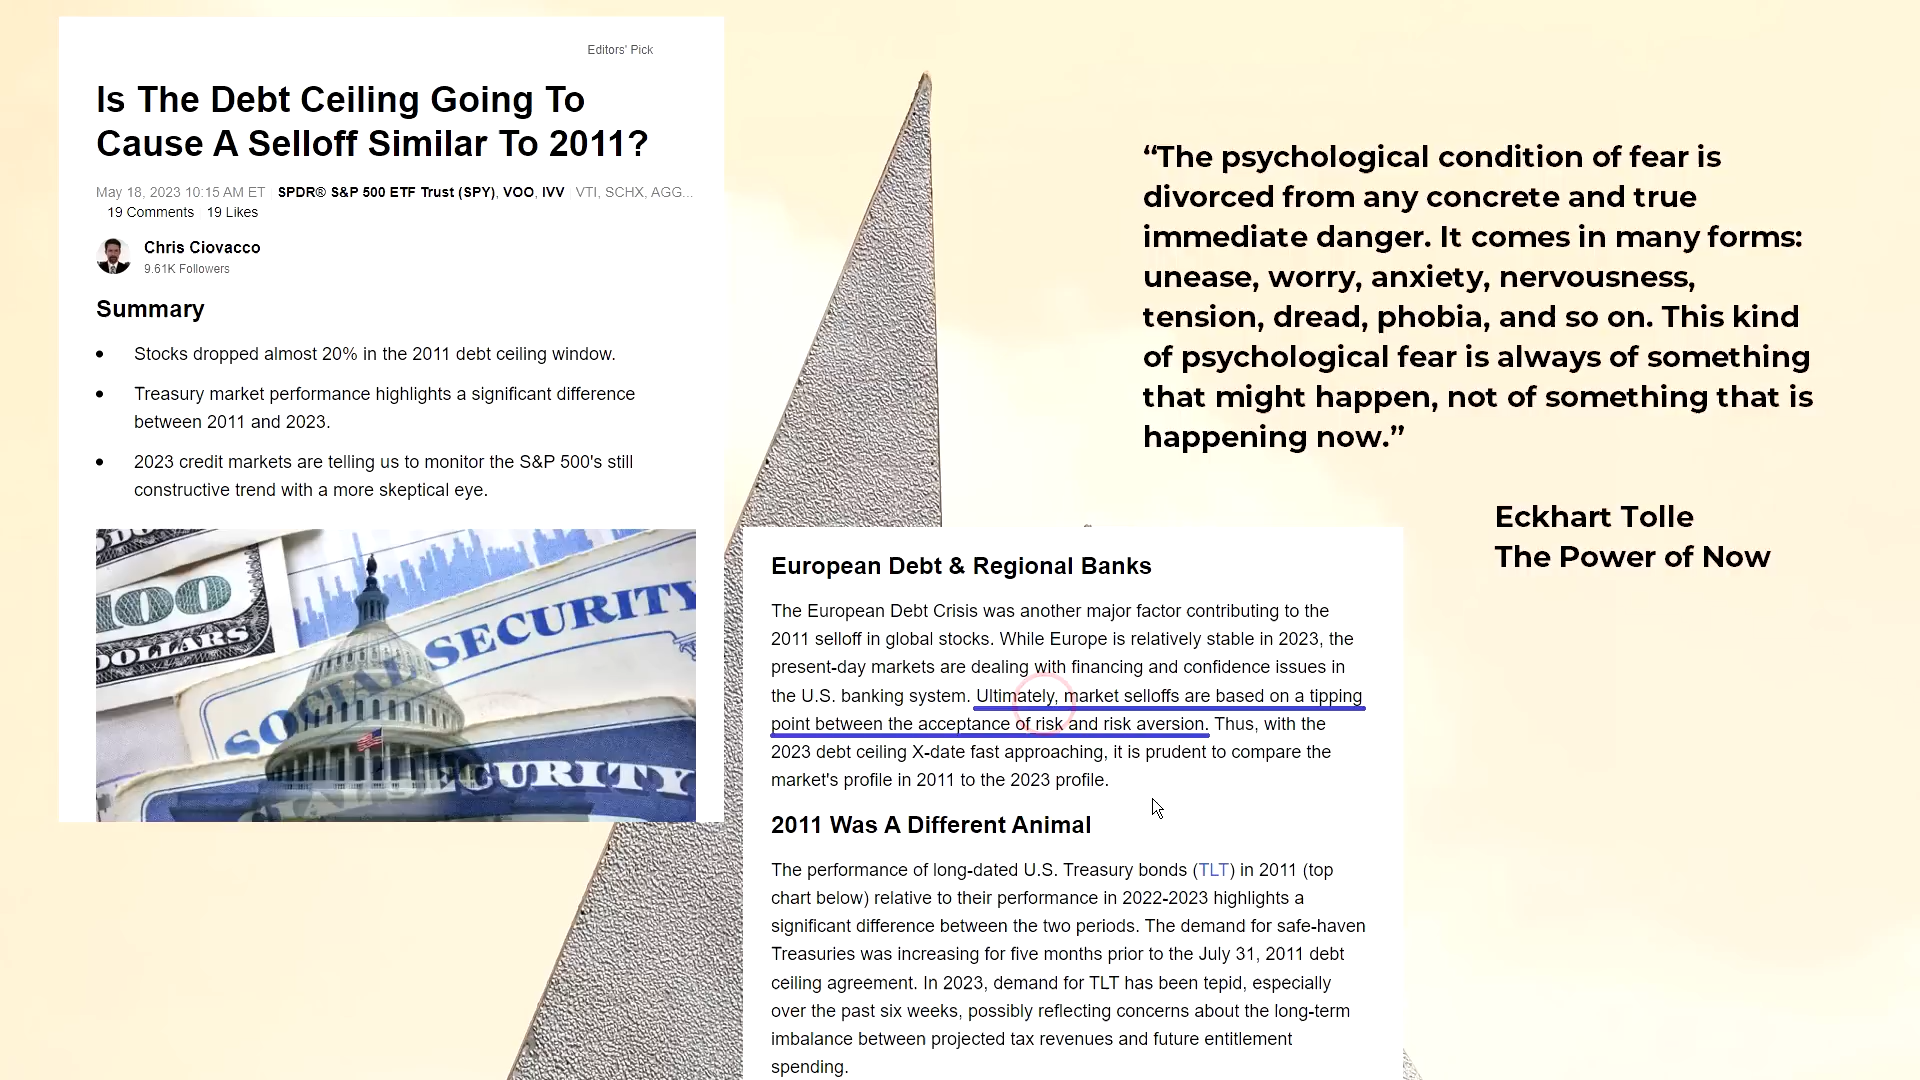 Editors' Pick
Is The Debt Ceiling Going To
Cause A Selloff Similar To 2011?
May 18, 2023 10:15 AM ET SPDR® S&P 500 ETF Trust (SPY), VOO, IVV VTI, SCHX, AGG...
19 Comments 19 Likes
Chris Ciovacco
9.61K Followers
Summary
• Stocks dropped almost 20% in the 2011 debt ceiling window.
• Treasury market performance highlights a significant difference
between 2011 and 2023.
• 2023 credit markets are telling us to monitor the S&P 500's still
constructive trend with a more skeptical eye.
100
DOLLARS
SOCIAL SECURITY
SECURITY
“The psychological condition of fear is
divorced from any concrete and true
immediate danger. It comes in many forms:
unease, worry, anxiety, nervousness,
tension, dread, phobia, and so on. This kind
of psychological fear is always of something
that might happen, not of something that is
happening now.”
Eckhart Tolle
The Power of Now
European Debt & Regional Banks
The European Debt Crisis was another major factor contributing to the
2011 selloff in global stocks. While Europe is relatively stable in 2023, the
present-day markets are dealing with financing and confidence issues in
the U.S. banking system. Ultimately, market selloffs are based on a tipping
point between the acceptance of risk and risk aversion. Thus, with the
2023 debt ceiling X-date fast approaching, it is prudent to compare the
market's profile in 2011 to the 2023 profile.
2011 Was A Different Animal
The performance of long-dated U.S. Treasury bonds (TLT) in 2011 (top
chart below) relative to their performance in 2022-2023 highlights a
significant difference between the two periods. The demand for safe-haven
Treasuries was increasing for five months prior to the July 31, 2011 debt
ceiling agreement. In 2023, demand for TLT has been tepid, especially
over the past six weeks, possibly reflecting concerns about the long-term
imbalance between projected tax revenues and future entitlement
spending.